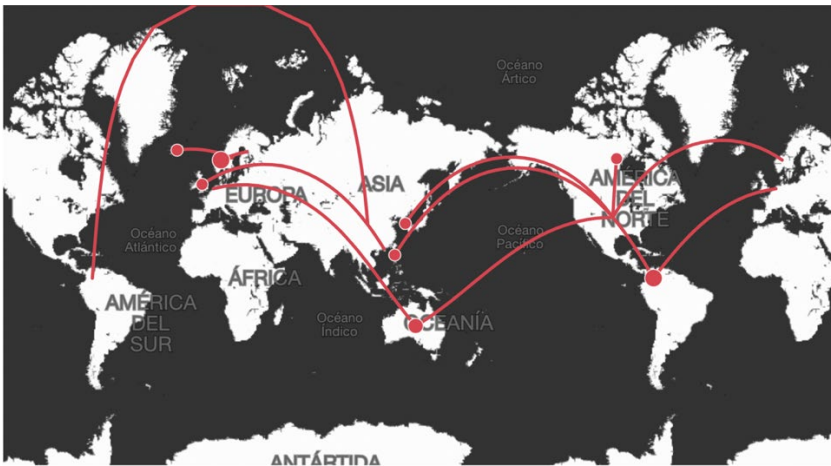 Océano
Ártico
ASIA
EUROPA
AMÉRICA
DEL
NORTE
Océano
Atlántico
Océano
Pacífico
ÁFRICA
AMÉRICA
DEL
SUR
Océano
Índico
OCEANÍA
ANTÁRTIDA